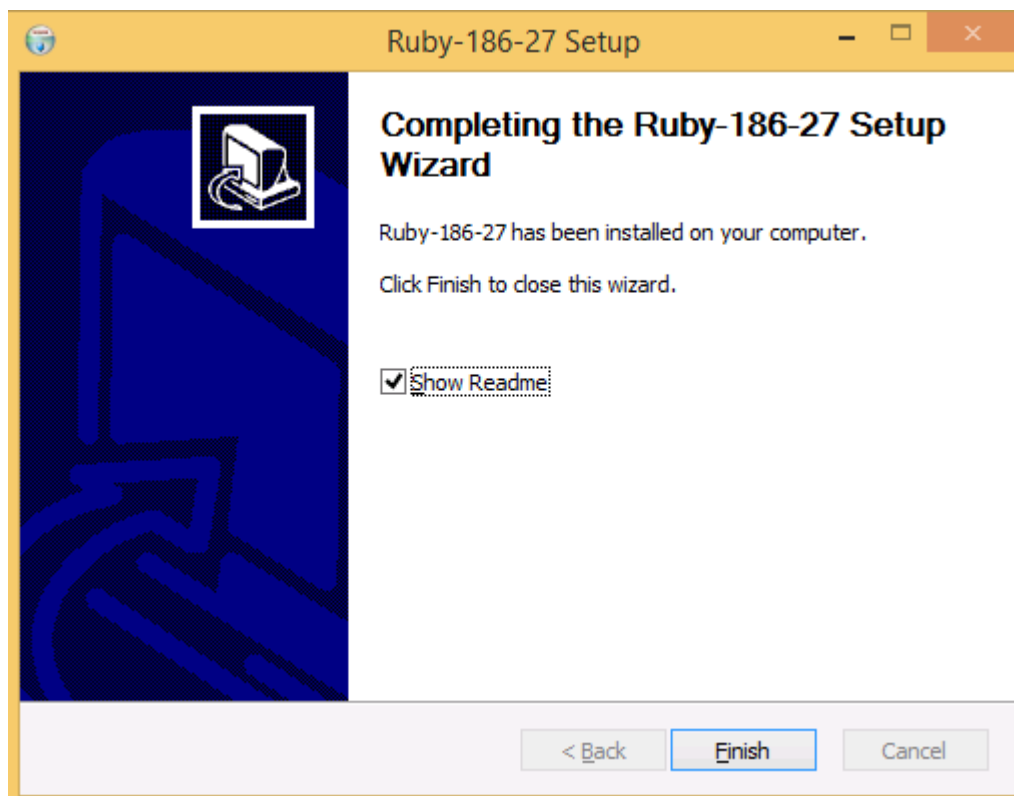 Ruby-186-27 Setup
Completing the Ruby-186-27 Setup
Wizard
Ruby-186-27 has been installed on your computer.
Click Finish to close this wizard.
Show Readme
< Back Finish Cancel